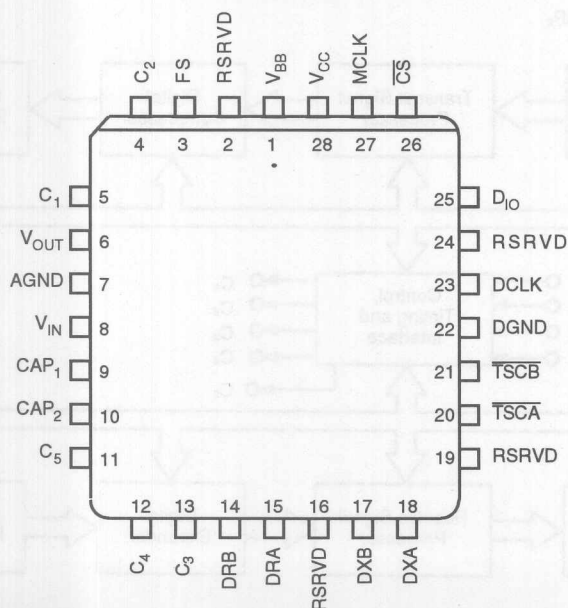 C2
FS
RSRVD
VBB
VCC
MCLK
CS
4
3
2
1
28
27
26
C1
5
VOUT
6
AGND
7
VIN
8
CAP1
9
CAP2
10
C5
11
25
DIO
24
RSRVD
23
DCLK
22
DGND
21
TSCB
20
TSCA
19
RSRVD
12
13
14
15
16
17
18
C4
C3
DRB
DRA
RSRVD
DXB
DXA